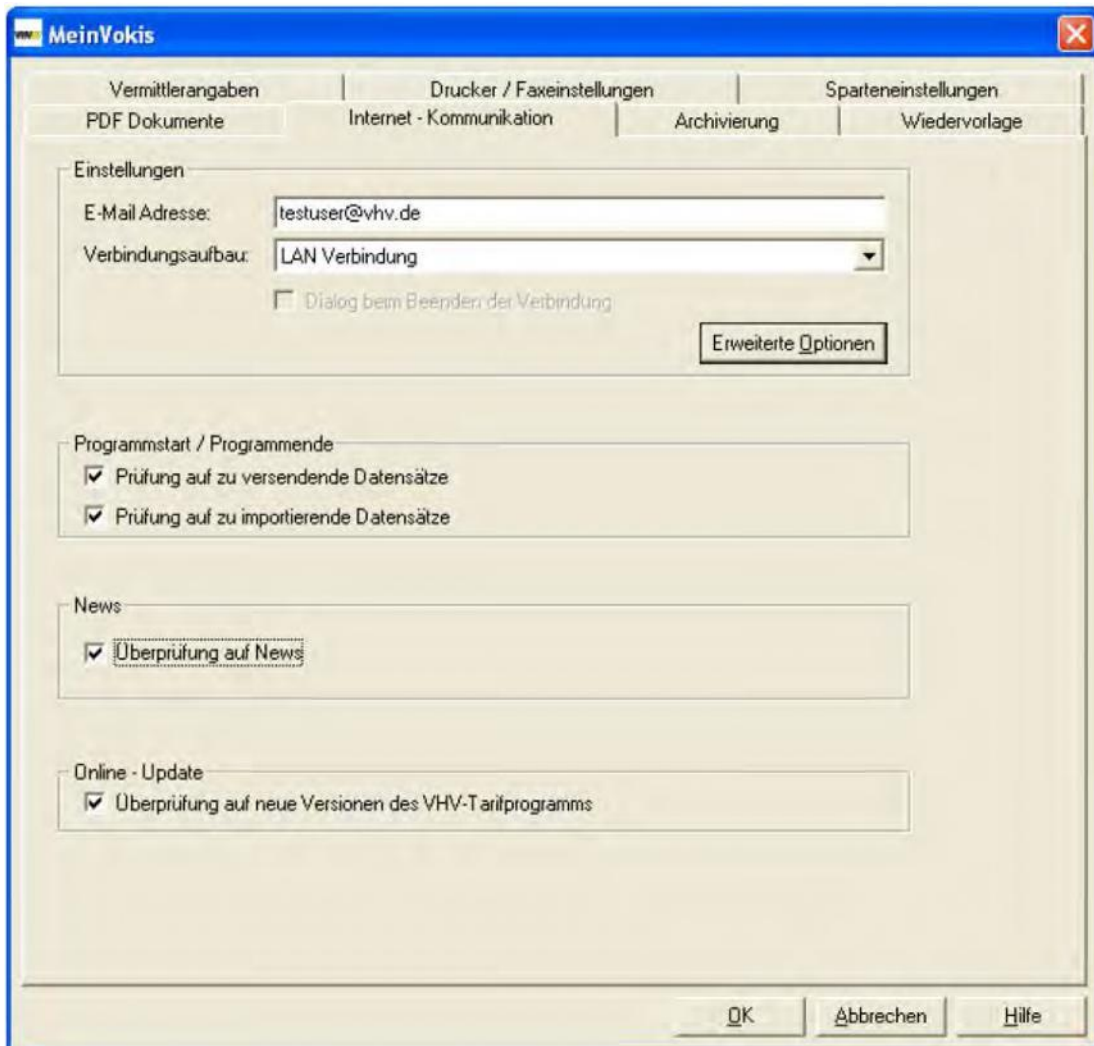 VHV MeinVokis
Vermittlerangaben Drucker / Faxeinstellungen Sparteneinstellungen
PDF Dokumente Internet - Kommunikation Archivierung Wiedervorlage
Einstellungen
E-Mail Adresse: testuser@vhv.de
Verbindungsaufbau: LAN Verbindung
Dialog beim Beenden der Verbindung
Erweiterte Optionen
Programmstart / Programmende
Prüfung auf zu versendende Datensätze
Prüfung auf zu importierende Datensätze
News
Überprüfung auf News
Online - Update
Überprüfung auf neue Versionen des VHV-Tarifprogramms
OK Abbrechen Hilfe